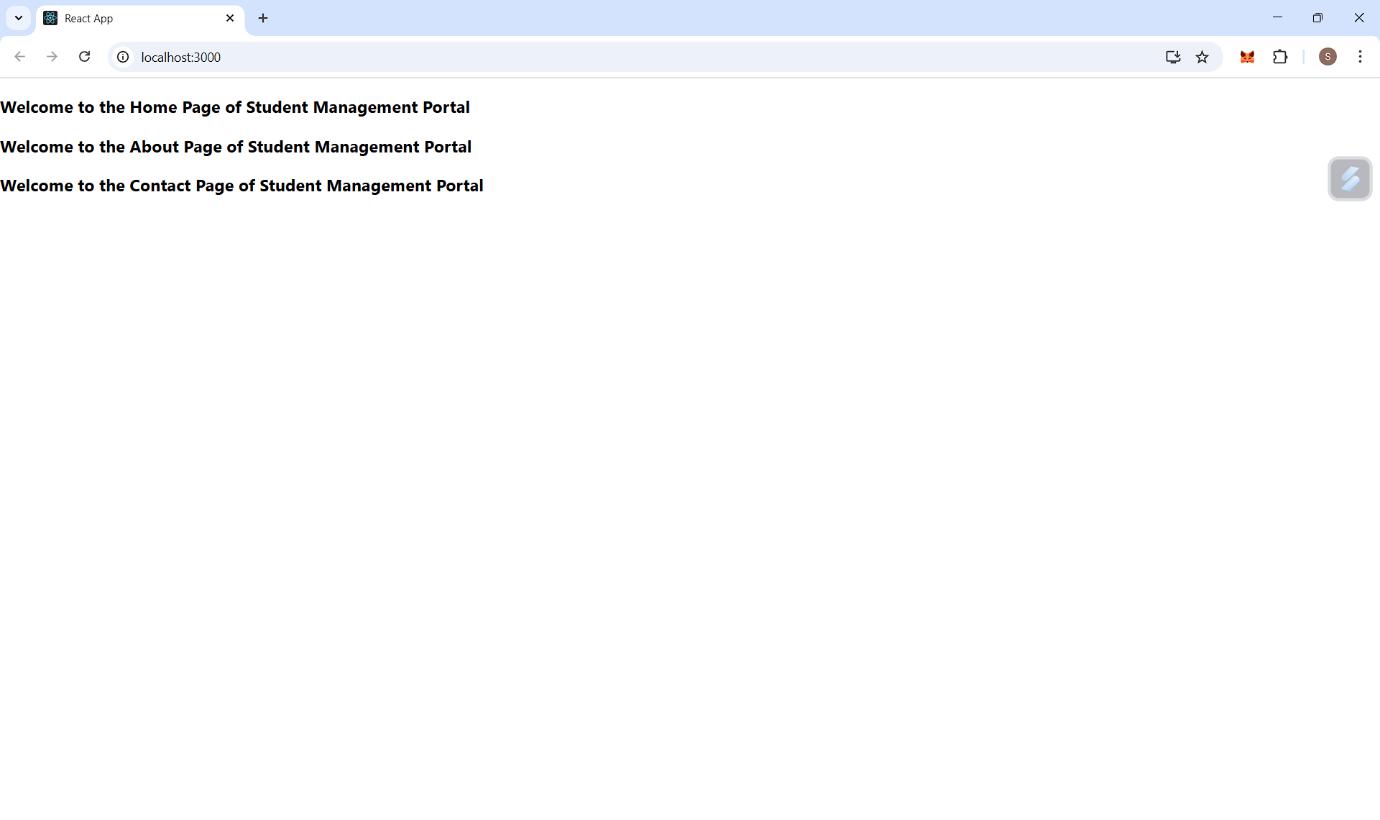 React App
localhost:3000
S
Welcome to the Home Page of Student Management Portal
Welcome to the About Page of Student Management Portal
Welcome to the Contact Page of Student Management Portal